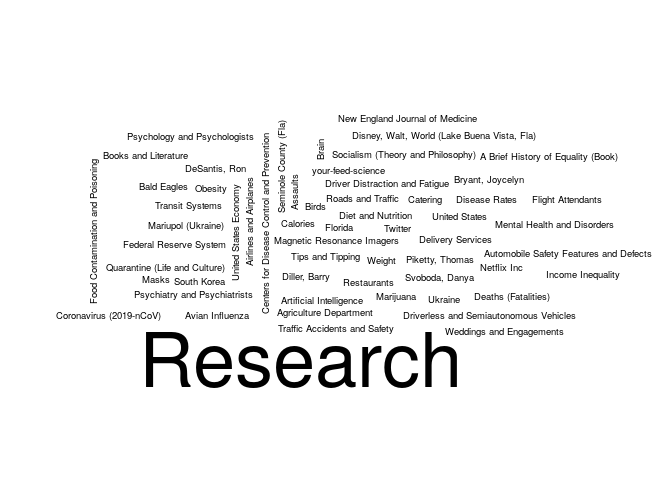 New England Journal of Medicine
Psychology and Psychologists
Disney, Walt, World (Lake Buena Vista, Fla)
Books and Literature
Brain
Socialism (Theory and Philosophy)
A Brief History of Equality (Book)
DeSantis, Ron
your-feed-science
Seminole County (Fla)
Bald Eagles
Obesity
Assaults
Driver Distraction and Fatigue
Bryant, Joycelyn
Transit Systems
Birds
Roads and Traffic
Catering
Disease Rates
Flight Attendants
Food Contamination and Poisoning
United States Economy
Airlines and Airplanes
Centers for Disease Control and Prevention
Diet and Nutrition
United States
Mariupol (Ukraine)
Calories
Florida
Twitter
Mental Health and Disorders
Federal Reserve System
Magnetic Resonance Imagers
Delivery Services
Tips and Tipping
Weight
Piketty, Thomas
Automobile Safety Features and Defects
Quarantine (Life and Culture)
Netflix Inc
Masks
South Korea
Diller, Barry
Restaurants
Svoboda, Danya
Income Inequality
Psychiatry and Psychiatrists
Artificial Intelligence
Marijuana
Ukraine
Deaths (Fatalities)
Coronavirus (2019-nCoV)
Avian Influenza
Agriculture Department
Driverless and Semiautonomous Vehicles
Traffic Accidents and Safety
Weddings and Engagements
Research